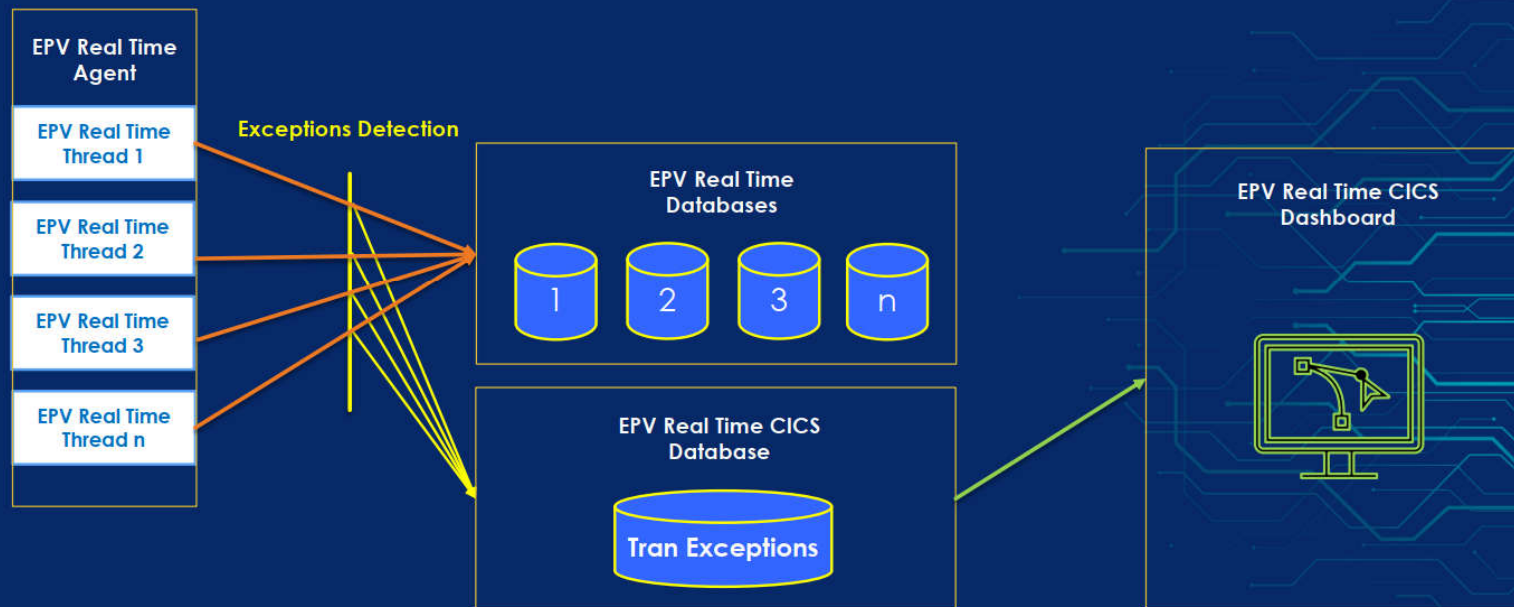 EPV Real Time
Agent
EPV Real Time
Thread 1
EPV Real Time
Thread 2
EPV Real Time
Thread 3
EPV Real Time
Thread n
Exceptions Detection
EPV Real Time
Databases
1
2
3
n
EPV Real Time CICS
Database
Tran Exceptions
EPV Real Time CICS
Dashboard